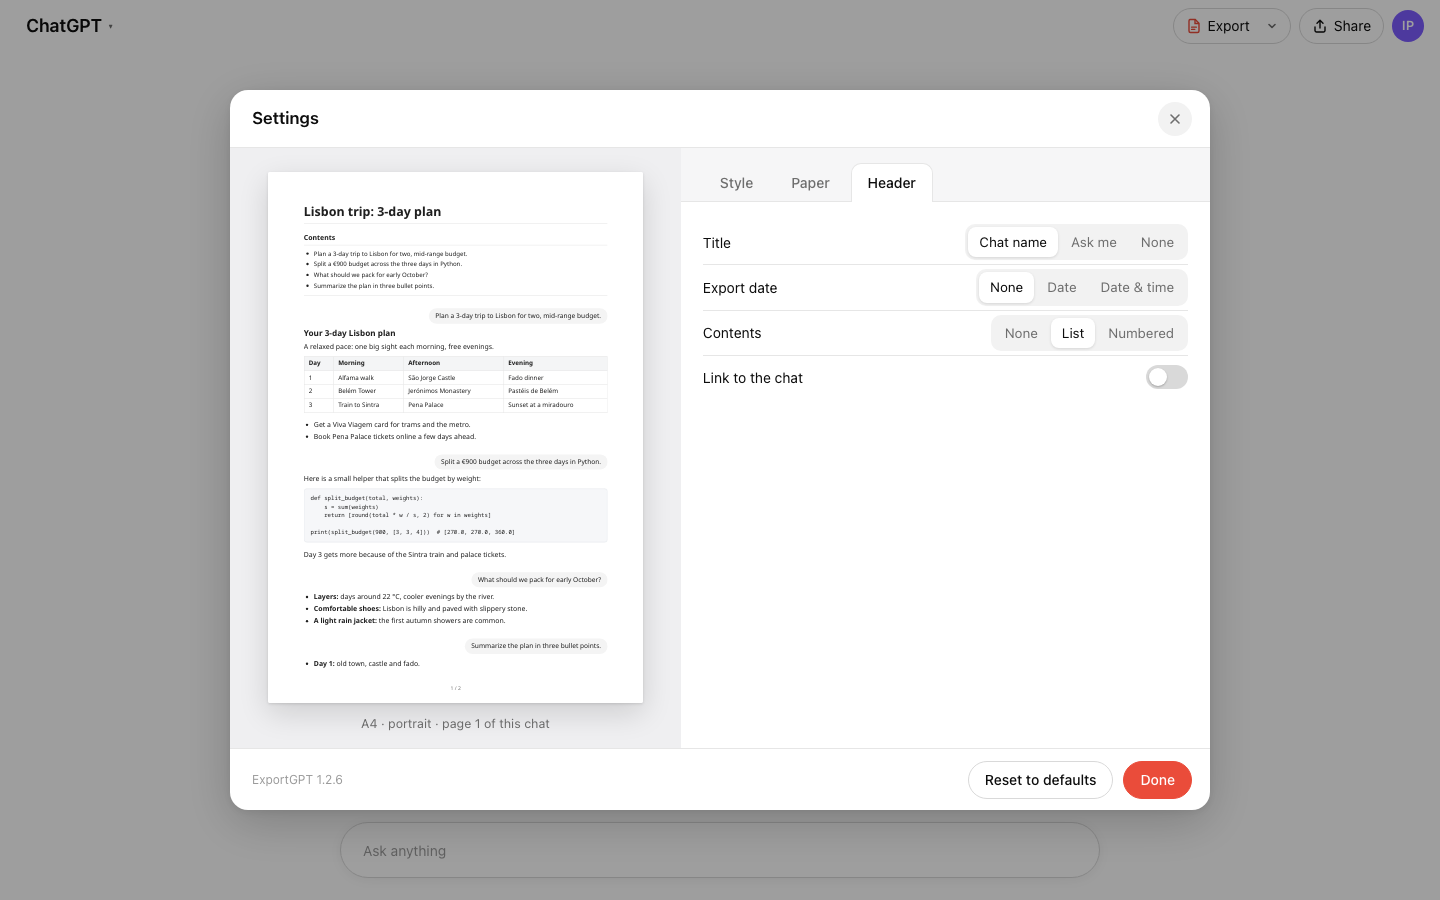 ChatGPT
Export
Share
IP
Settings
Lisbon trip: 3-day plan
Contents
• Plan a 3-day trip to Lisbon for two, mid-range budget.
• Split a €900 budget across the three days in Python.
• What should we pack for early October?
• Summarize the plan in three bullet points.
Plan a 3-day trip to Lisbon for two, mid-range budget.
Your 3-day Lisbon plan
A relaxed pace: one big sight each morning, free evenings.
Day Morning Afternoon Evening
1 Alfama walk São Jorge Castle Fado dinner
2 Belém Tower Jerónimos Monastery Pastéis de Belém
3 Train to Sintra Pena Palace Sunset at a miradouro
• Get a Viva Viagem card for trams and the metro.
• Book Pena Palace tickets online a few days ahead.
Split a €900 budget across the three days in Python.
Here is a small helper that splits the budget by weight:
def split_budget(total, weights):
    s = sum(weights)
    return [round(total * w / s, 2) for w in weights]
print(split_budget(900, [3, 3, 4]))  # [270.0, 270.0, 360.0]
Day 3 gets more because of the Sintra train and palace tickets.
What should we pack for early October?
• Layers: days around 22 °C, cooler evenings by the river.
• Comfortable shoes: Lisbon is hilly and paved with slippery stone.
• A light rain jacket: the first autumn showers are common.
Summarize the plan in three bullet points.
• Day 1: old town, castle and fado.
1 / 2
A4 · portrait · page 1 of this chat
Style Paper Header
Title Chat name Ask me None
Export date None Date Date & time
Contents None List Numbered
Link to the chat
ExportGPT 1.2.6
Reset to defaults
Done
Ask anything